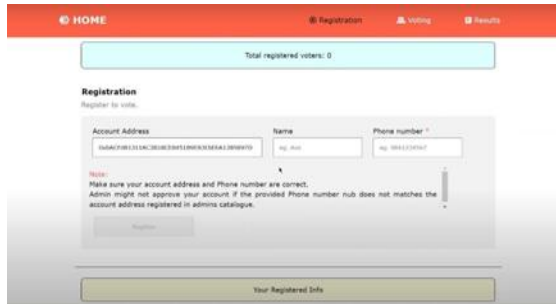 HOME
Registration
Voting
Results
Total registered voters: 0
Registration
Register to vote.
Account Address
Name
Phone number *
eg. Ava
eg. 9841234567
Note:
Make sure your account address and Phone number are correct.
Admin might not approve your account if the provided Phone number nub does not matches the
account address registered in admins catalogue.
Register
Your Registered Info